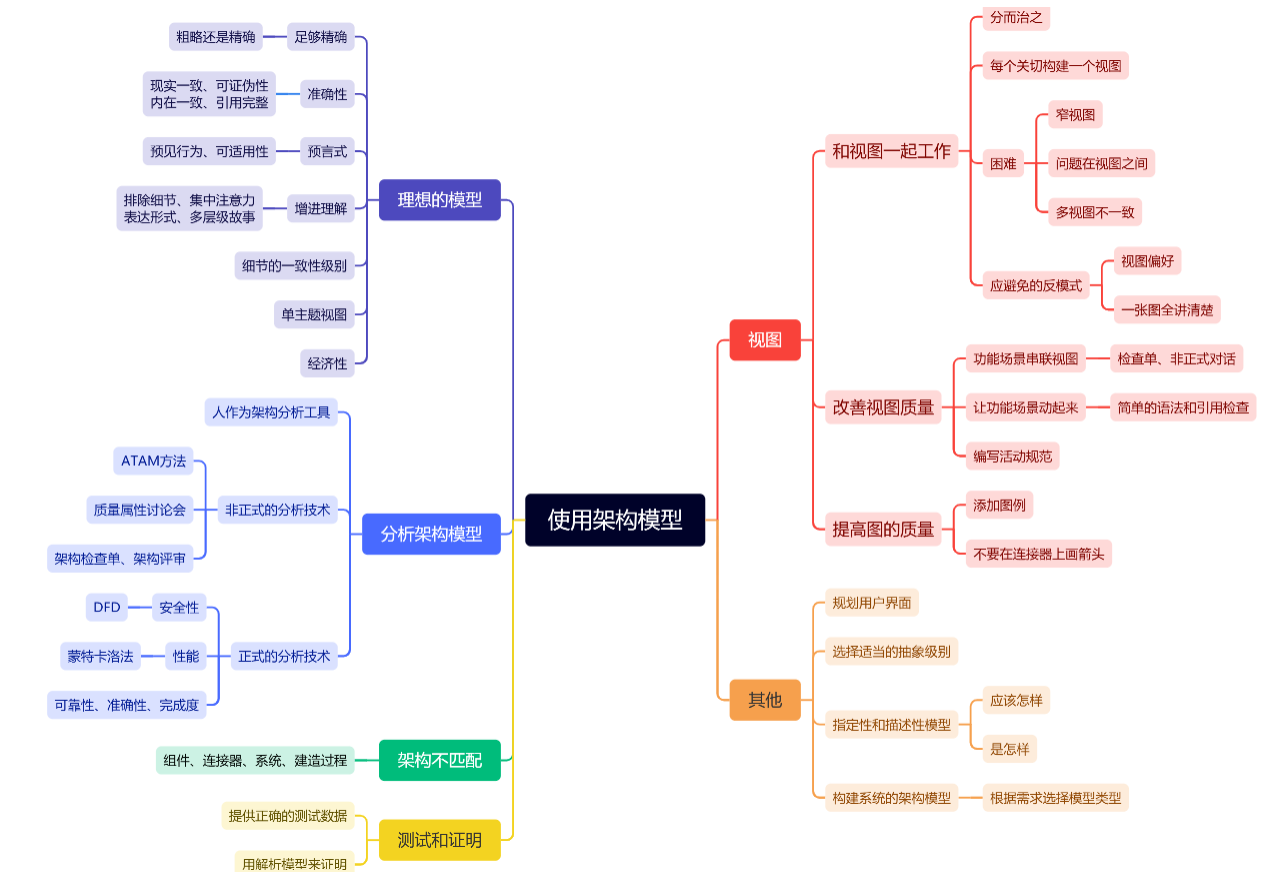 使用架构模型
理想的模型
足够精确
粗略还是精确
准确性
现实一致、可证伪性
内在一致、引用完整
预言式
预见行为、可适用性
增进理解
排除细节、集中注意力
表达形式、多层级故事
细节的一致性级别
单主题视图
经济性
分析架构模型
人作为架构分析工具
非正式的分析技术
ATAM方法
质量属性讨论会
架构检查单、架构评审
正式的分析技术
安全性
DFD
性能
蒙特卡洛法
可靠性、准确性、完成度
架构不匹配
组件、连接器、系统、建造过程
测试和证明
提供正确的测试数据
用解析模型来证明
视图
和视图一起工作
分而治之
每个关切构建一个视图
困难
窄视图
问题在视图之间
多视图不一致
应避免的反模式
视图偏好
一张图全讲清楚
改善视图质量
功能场景串联视图
检查单、非正式对话
让功能场景动起来
简单的语法和引用检查
编写活动规范
提高图的质量
添加图例
不要在连接器上画箭头
其他
规划用户界面
选择适当的抽象级别
指定性和描述性模型
应该怎样
是怎样
构建系统的架构模型
根据需求选择模型类型